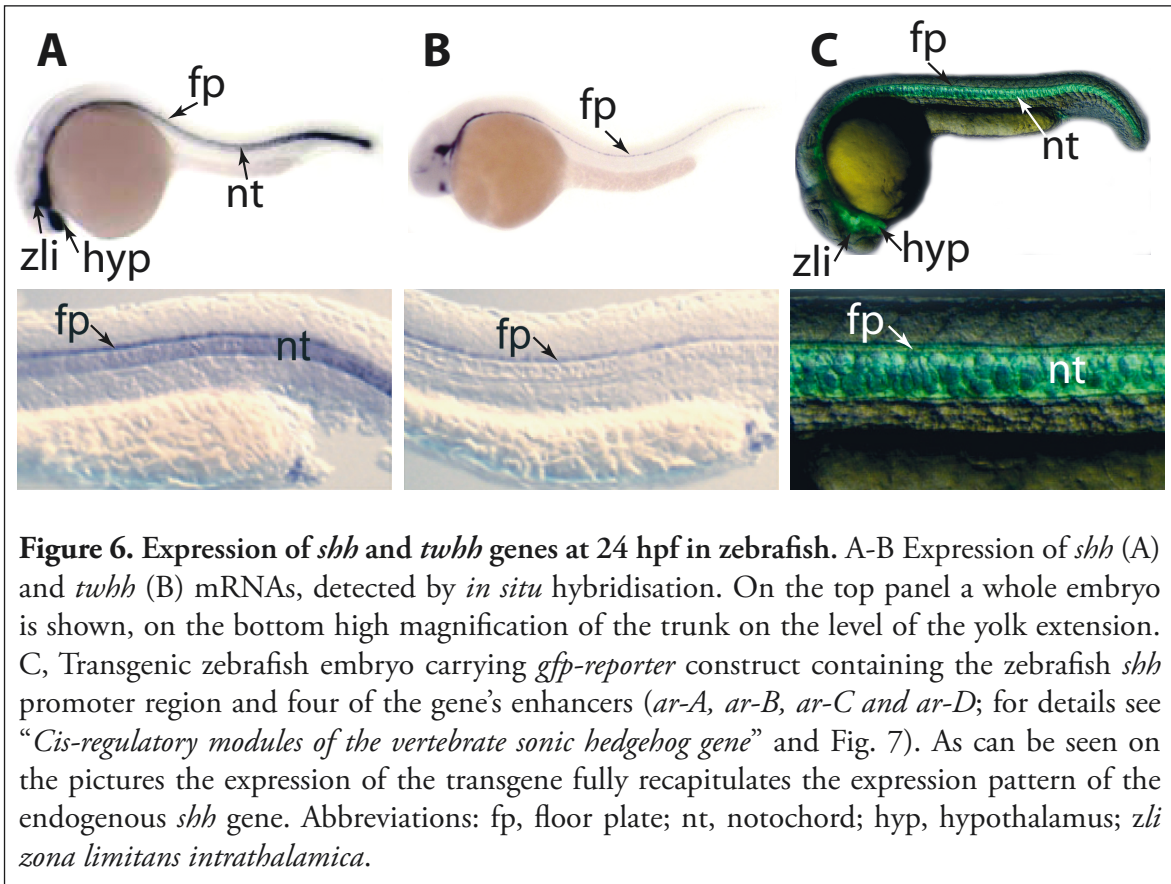 A
fp
nt
zli
hyp
B
fp
C
fp
nt
zli
hyp
fp
nt
fp
fp
nt
Figure 6. Expression of shh and twhh genes at 24 hpf in zebrafish. A-B Expression of shh (A)
and twhh (B) mRNAs, detected by in situ hybridisation. On the top panel a whole embryo
is shown, on the bottom high magnification of the trunk on the level of the yolk extension.
C, Transgenic zebrafish embryo carrying gfp-reporter construct containing the zebrafish shh
promoter region and four of the gene’s enhancers (ar-A, ar-B, ar-C and ar-D; for details see
“Cis-regulatory modules of the vertebrate sonic hedgehog gene” and Fig. 7). As can be seen on
the pictures the expression of the transgene fully recapitulates the expression pattern of the
endogenous shh gene. Abbreviations: fp, floor plate; nt, notochord; hyp, hypothalamus; zli
zona limitans intrathalamica.